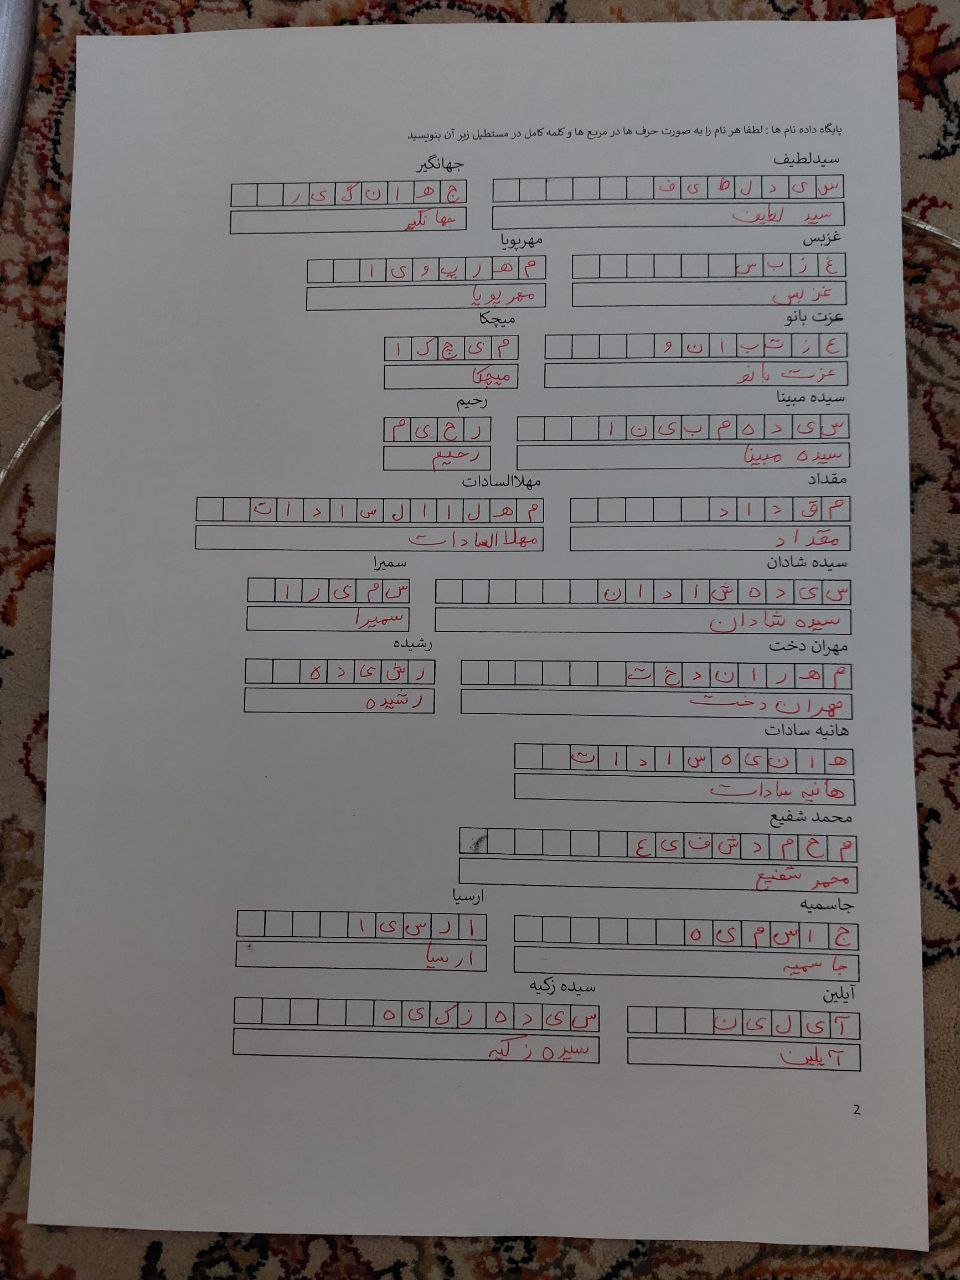 پایگاه داده نام ها : لطفا هر نام را به صورت حرف ها در مربع ها و کلمه کامل در مستطیل زیر آن بنویسید
سیدلطیف جهانگیر
س ی د ل ط ی ف ج ه ا ن گ ی ر
سید لطیف جهانگیر
غزبس مهرپویا
غ ز ب س م ه ر پ و ی ا
غزبس مهرپویا
عزت بانو میچکا
ع ز ت ب ا ن و م ی چ ک ا
عزت بانو میچکا
سیده مبینا رحیم
س ی د ه م ب ی ن ا ر ح ی م
سیده مبینا رحیم
مقداد مهلاالسادات
م ق د ا د م ه ل ا ا ل س ا د ا ت
مقداد مهلاالسادات
سیده شادان سمیرا
س ی د ه ش ا د ا ن س م ی ر ا
سیده شادان سمیرا
مهران دخت رشیده
م ه ر ا ن د خ ت ر ش ی د ه
مهران دخت رشیده
هانیه سادات
ه ا ن ی ه س ا د ا ت
هانیه سادات
محمد شفیع
م ح م د ش ف ی ع
محمد شفیع
جاسمیه ارسیا
ج ا س م ی ه ا ر س ی ا
جاسمیه ارسیا
آیلین سیده زکیه
آ ی ل ی ن س ی د ه ز ک ی ه
آیلین سیده زکیه
2